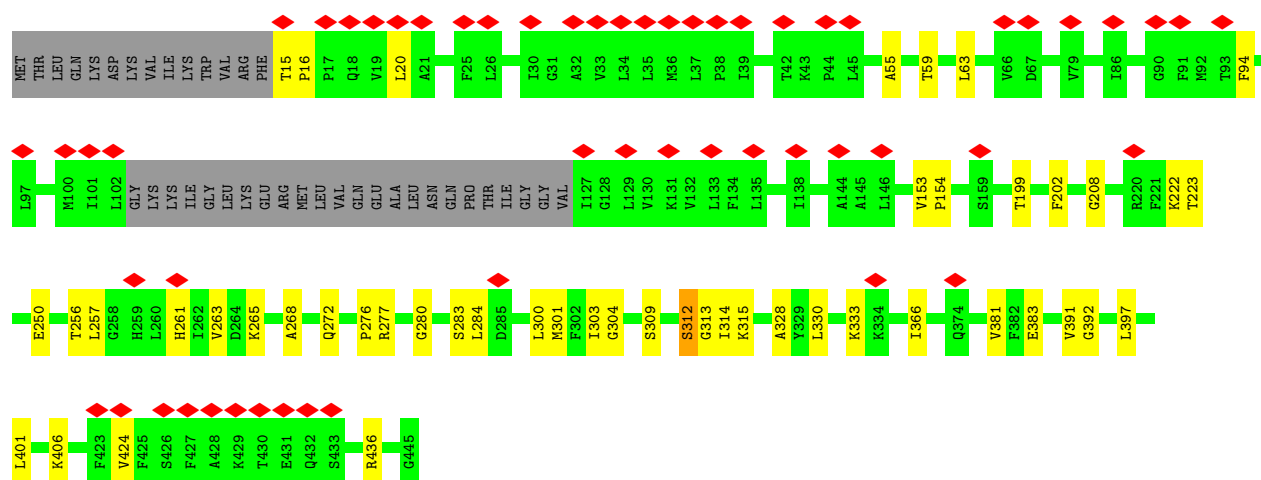 MET THR LEU GLN LYS ASP LYS VAL ILE LYS TRP VAL ARG PHE T15 P16 P17 Q18 V19 L20 A21 F25 L26 I30 G31 A32 V33 L34 L35 M36 L37 P38 I39 T42 K43 P44 L45 A55 T59 L63 V66 D67 V79 I86 G90 F91 M92 T93 F94
L97 M100 I101 L102 GLY LYS LYS ILE GLY LEU LYS GLU ARG MET LEU VAL GLN GLU ALA LEU ASN GLN PRO THR ILE GLY GLY VAL I127 G128 L129 V130 K131 V132 L133 F134 L135 I138 A144 A145 L146 V153 P154 S159 T199 F202 G208 R220 F221 K222 T223
E250 T256 L257 G258 H259 L260 H261 I262 V263 D264 K265 A268 Q272 P276 R277 G280 S283 L284 D285 L300 M301 F302 I303 G304 S309 S312 G313 I314 K315 A328 Y329 L330 K333 K334 I366 Q374 V381 F382 E383 V391 G392 L397
L401 K406 F423 V424 F425 S426 F427 A428 K429 T430 E431 Q432 S433 R436 G445